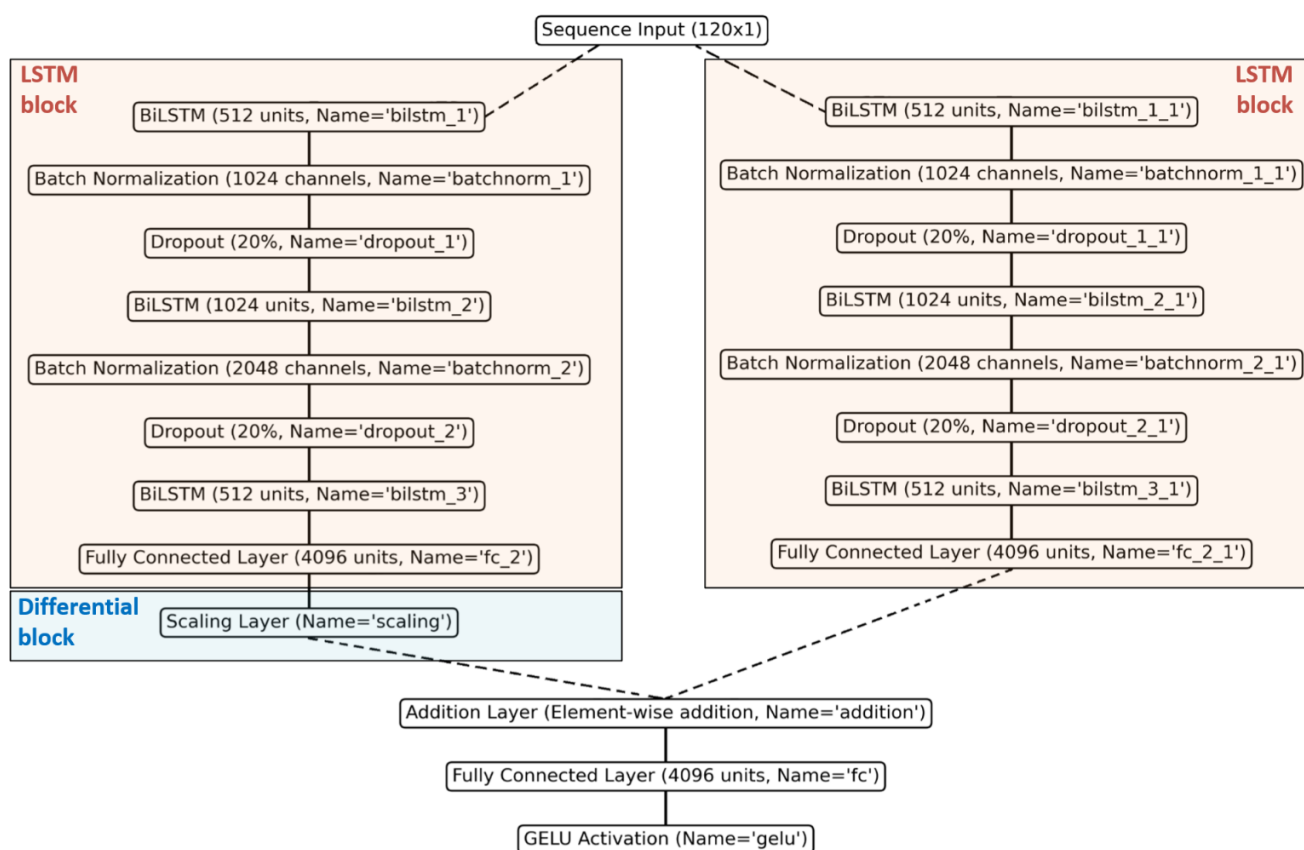 Sequence Input (120x1)
LSTM
block
BiLSTM (512 units, Name='bilstm_1')
Batch Normalization (1024 channels, Name='batchnorm_1')
Dropout (20%, Name='dropout_1')
BiLSTM (1024 units, Name='bilstm_2')
Batch Normalization (2048 channels, Name='batchnorm_2')
Dropout (20%, Name='dropout_2')
BiLSTM (512 units, Name='bilstm_3')
Fully Connected Layer (4096 units, Name='fc_2')
Differential
block
Scaling Layer (Name='scaling')
LSTM
block
BiLSTM (512 units, Name='bilstm_1_1')
Batch Normalization (1024 channels, Name='batchnorm_1_1')
Dropout (20%, Name='dropout_1_1')
BiLSTM (1024 units, Name='bilstm_2_1')
Batch Normalization (2048 channels, Name='batchnorm_2_1')
Dropout (20%, Name='dropout_2_1')
BiLSTM (512 units, Name='bilstm_3_1')
Fully Connected Layer (4096 units, Name='fc_2_1')
Addition Layer (Element-wise addition, Name='addition')
Fully Connected Layer (4096 units, Name='fc')
GELU Activation (Name='gelu')